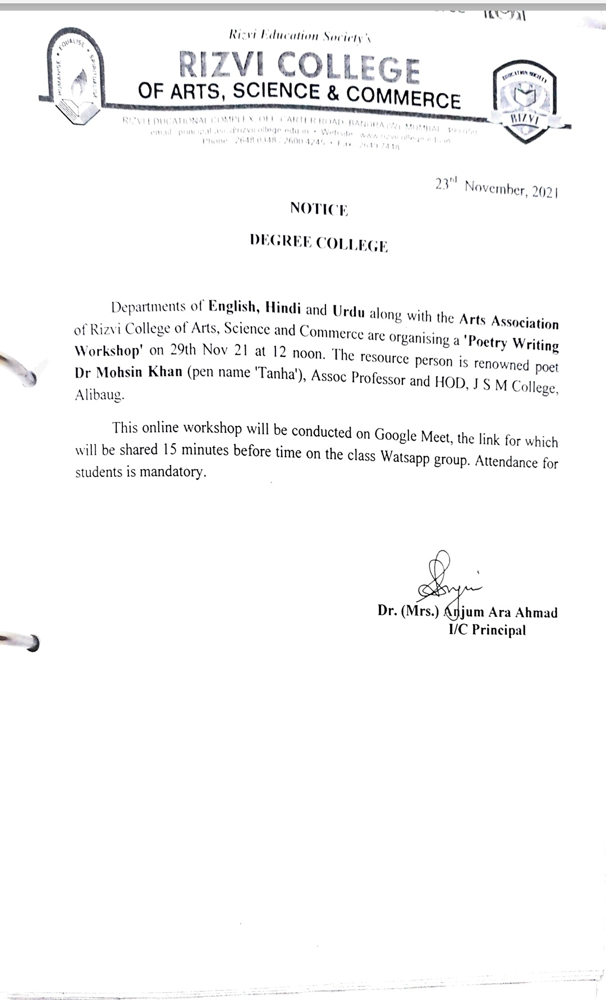 Rizvi Education Society's
RIZVI COLLEGE
OF ARTS, SCIENCE & COMMERCE
HUMANISE • EQUALISE • SPIRITUALISE
EDUCATION SOCIETY
RIZVI
RIZVI EDUCATIONAL COMPLEX, OFF CARTER ROAD, BANDRA (W), MUMBAI
email principal.asc@rizvicollege.edu.in • Website www.rizvicollege.edu.in
Phone 2648 0348 / 2600 4245 • Fax 2649 7448
23rd November, 2021
NOTICE
DEGREE COLLEGE
Departments of English, Hindi and Urdu along with the Arts Association
of Rizvi College of Arts, Science and Commerce are organising a 'Poetry Writing
Workshop' on 29th Nov 21 at 12 noon. The resource person is renowned poet
Dr Mohsin Khan (pen name 'Tanha'), Assoc Professor and HOD, J S M College,
Alibaug.
This online workshop will be conducted on Google Meet, the link for which
will be shared 15 minutes before time on the class Watsapp group. Attendance for
students is mandatory.
Dr. (Mrs.) Anjum Ara Ahmad
I/C Principal